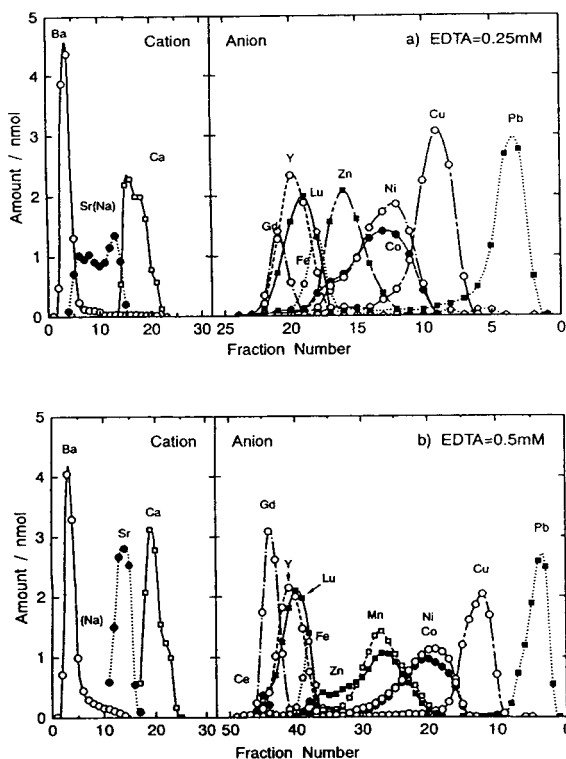 Cation
Anion
a) EDTA=0.25mM
Ba
Sr(Na)
Ca
Gd
Y
Lu
Fe
Zn
Ni
Co
Cu
Pb
Amount / nmol
5
4
3
2
1
0
0 10 20 30 25 20 15 10 5 0
Fraction Number
Cation
Anion
b) EDTA=0.5mM
Ba
(Na)
Sr
Ca
Ce
Gd
Y
Lu
Fe
Zn
Mn
Ni
Co
Cu
Pb
Amount / nmol
5
4
3
2
1
0
0 10 20 30 50 40 30 20 10 0
Fraction Number